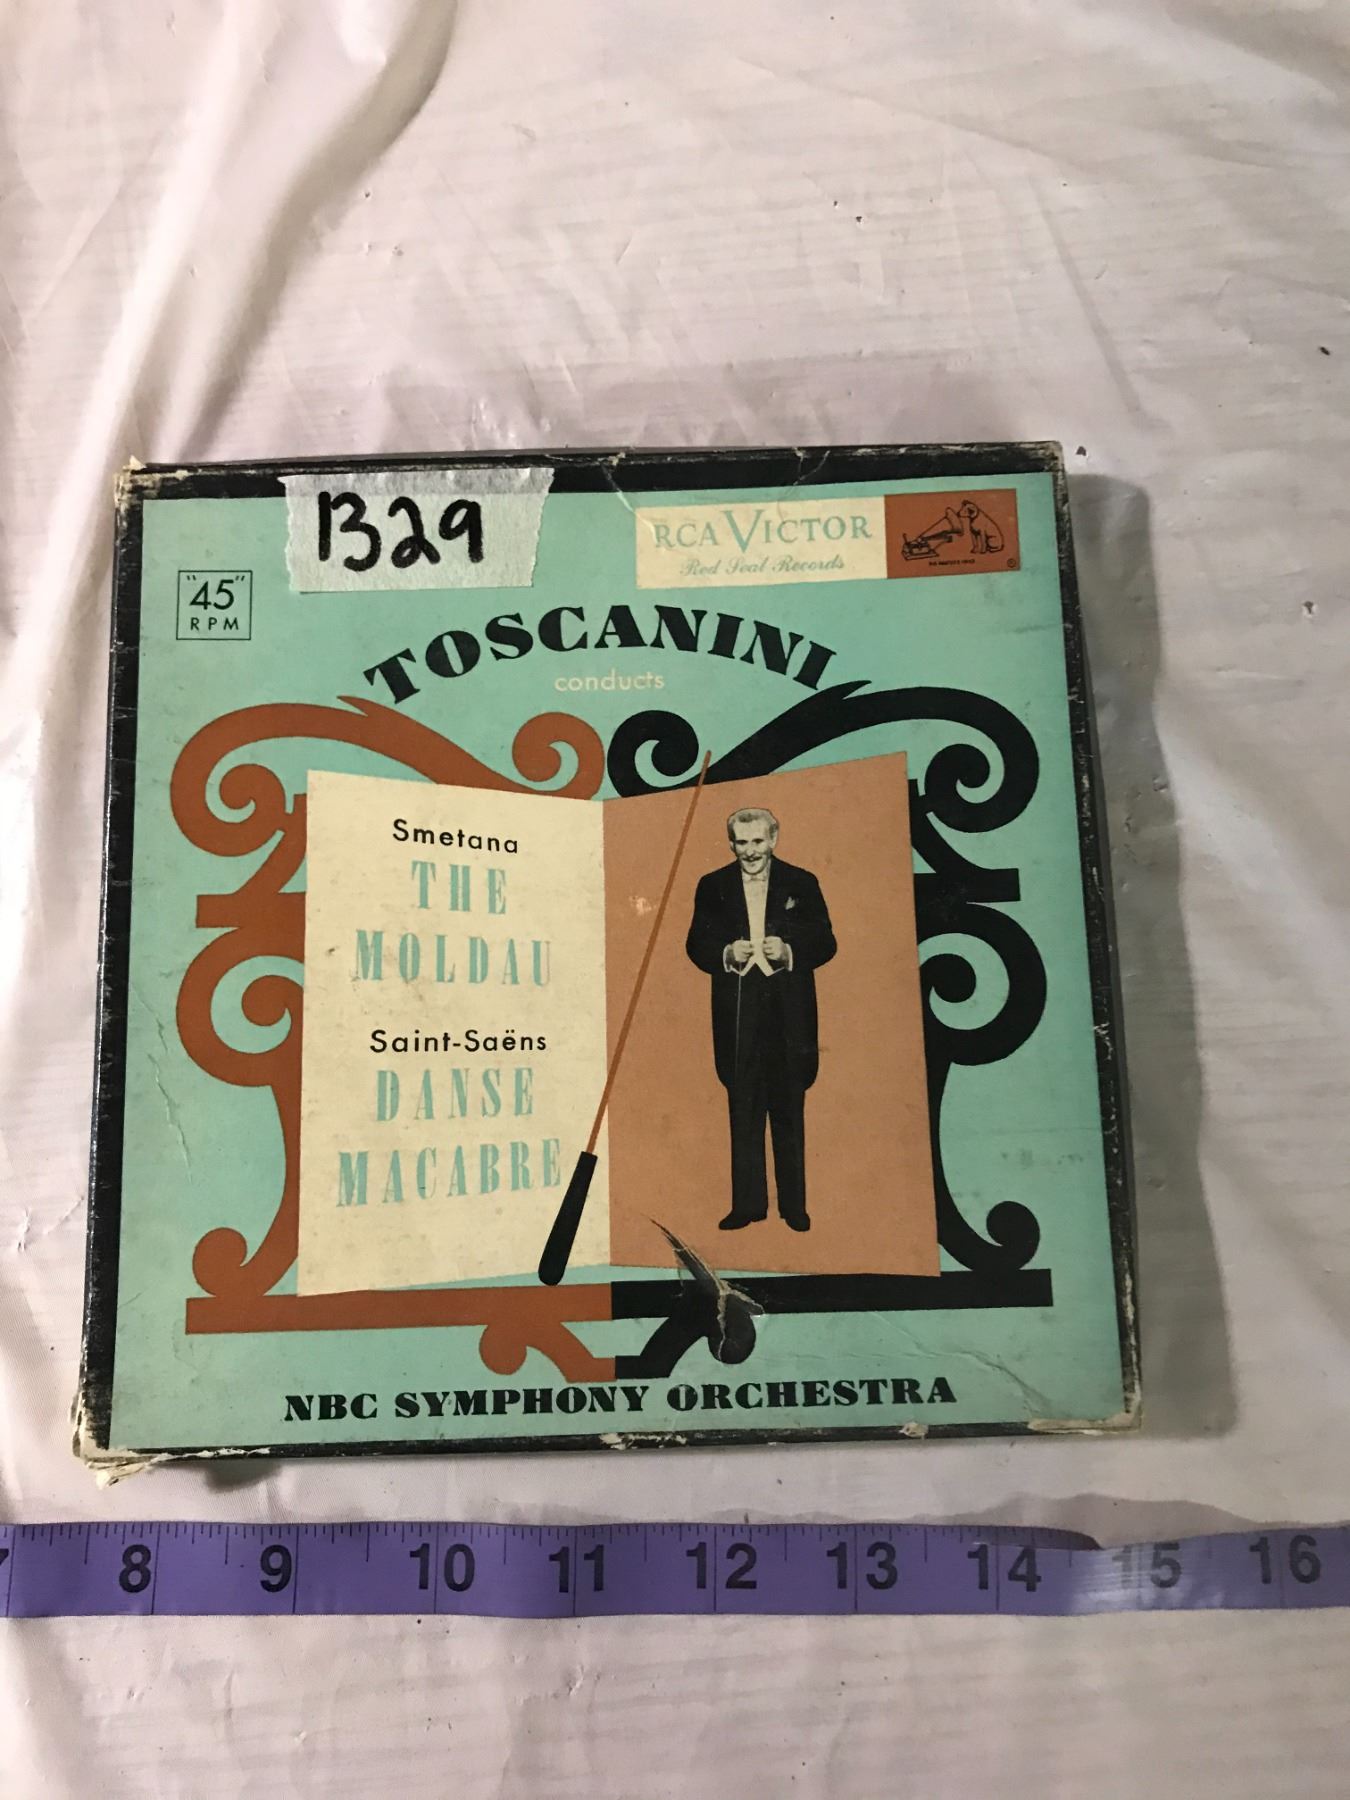 B29
RCA VICTOR
Red Seal Records
"45"
RPM
TOSCANINI
conducts
Smetana
THE
MOLDAU
Saint-Saëns
DANSE
MACABRE
NBC SYMPHONY ORCHESTRA
8 9 10 11 12 13 14 15 16